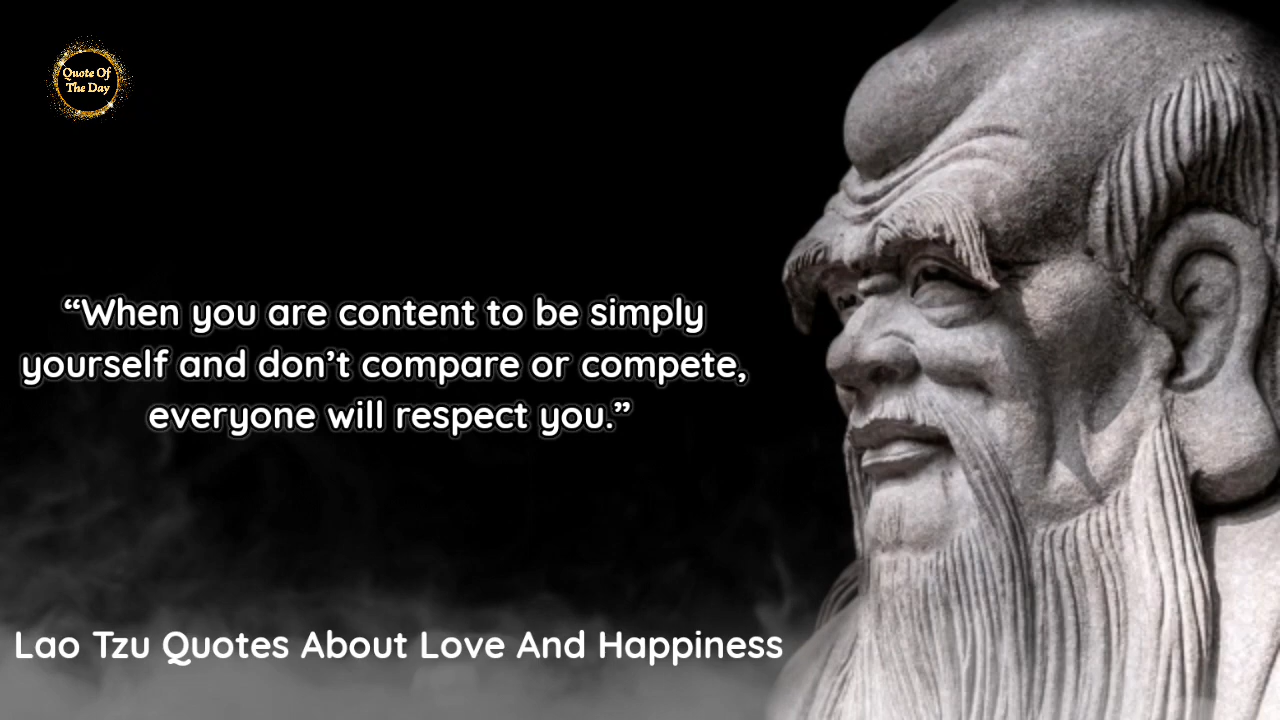 Quote Of
The Day
“When you are content to be simply
yourself and don’t compare or compete,
everyone will respect you.”
Lao Tzu Quotes About Love And Happiness